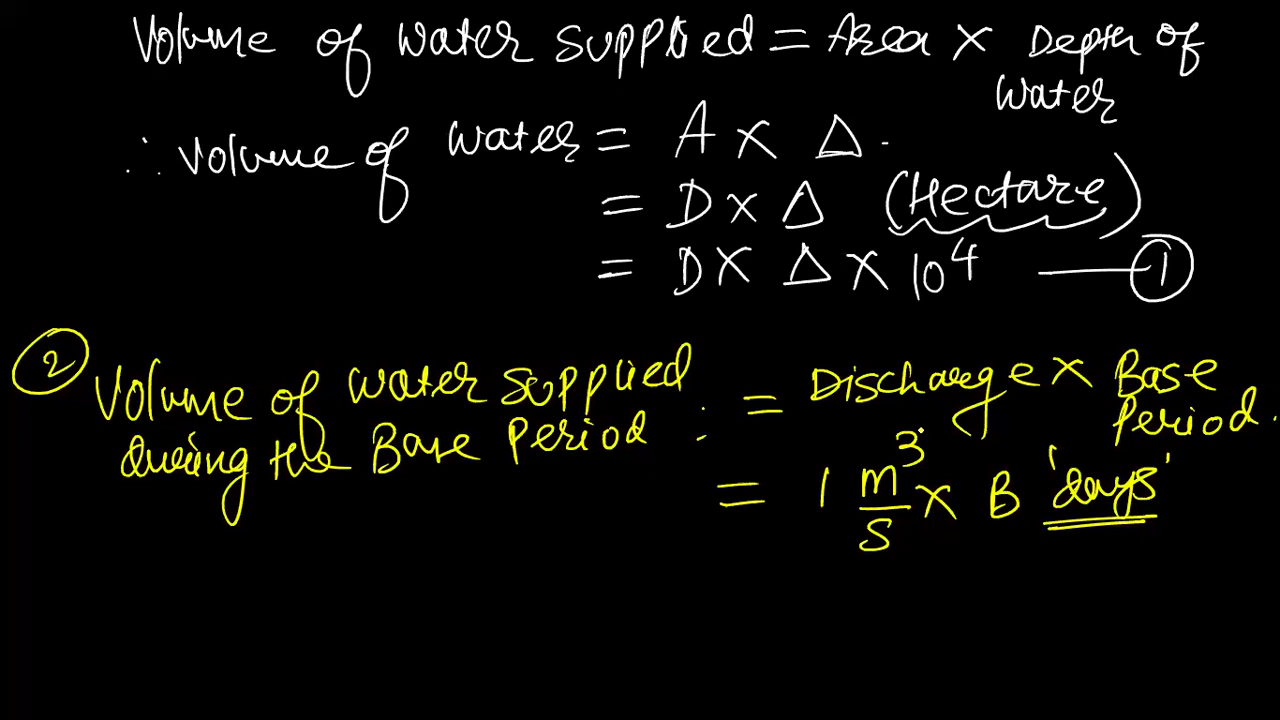 Volume of water supplied = Area × Depth of water
∴ Volume of water = A × Δ.
= D × Δ (Hectare)
= D × Δ × 10⁴ —— ①
② Volume of water supplied during the Base Period : = Discharge × Base Period.
= 1 m³/s × B 'days'